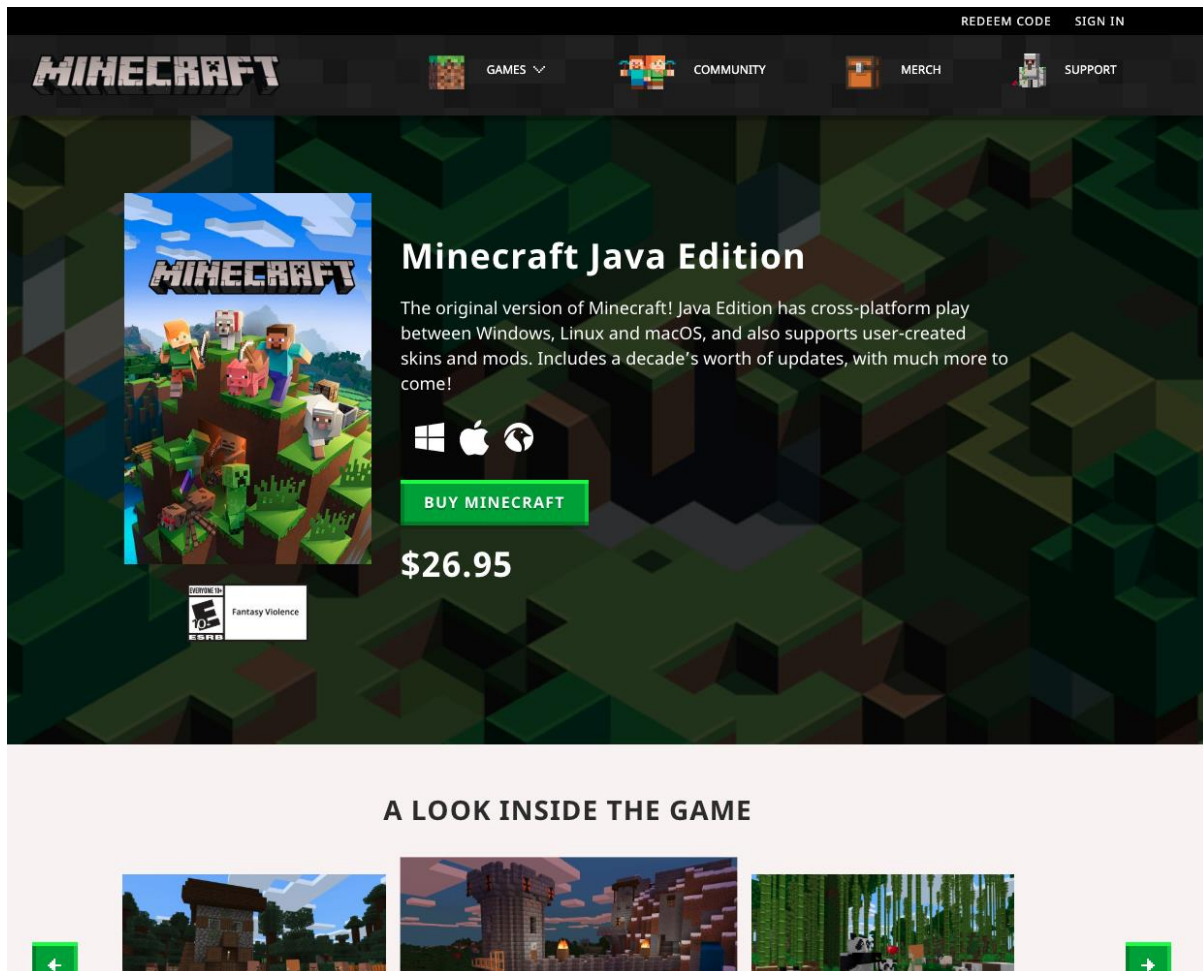 REDEEM CODE SIGN IN
MINECRAFT
GAMES
COMMUNITY
MERCH
SUPPORT
MINECRAFT
Minecraft Java Edition
The original version of Minecraft! Java Edition has cross-platform play
between Windows, Linux and macOS, and also supports user-created
skins and mods. Includes a decade's worth of updates, with much more to
come!
BUY MINECRAFT
$26.95
EVERYONE 10+
E
10+
ESRB
Fantasy Violence
A LOOK INSIDE THE GAME